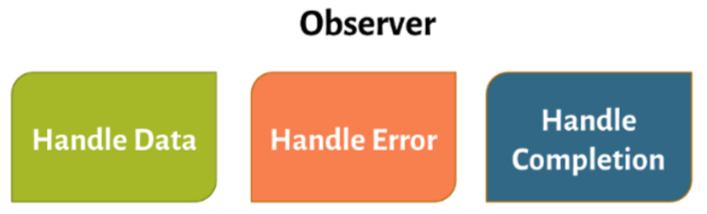 Observer
Handle Data
Handle Error
Handle
Completion